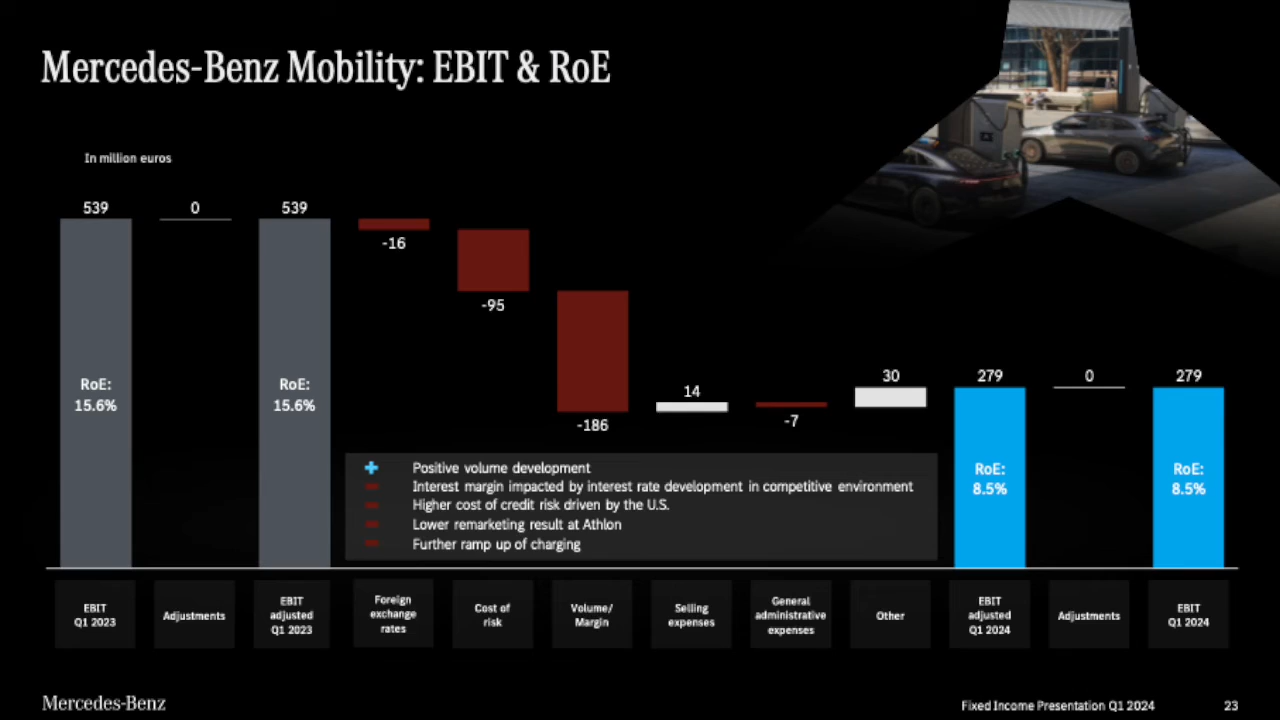 Mercedes-Benz Mobility: EBIT & RoE
In million euros
539
0
539
-16
-95
-186
14
-7
30
279
0
279
RoE:
15.6%
RoE:
15.6%
RoE:
8.5%
RoE:
8.5%
Positive volume development
Interest margin impacted by interest rate development in competitive environment
Higher cost of credit risk driven by the U.S.
Lower remarketing result at Athlon
Further ramp up of charging
EBIT
Q1 2023
Adjustments
EBIT
adjusted
Q1 2023
Foreign
exchange
rates
Cost of
risk
Volume/
Margin
Selling
expenses
General
administrative
expenses
Other
EBIT
adjusted
Q1 2024
Adjustments
EBIT
Q1 2024
Mercedes-Benz
Fixed Income Presentation Q1 2024
23